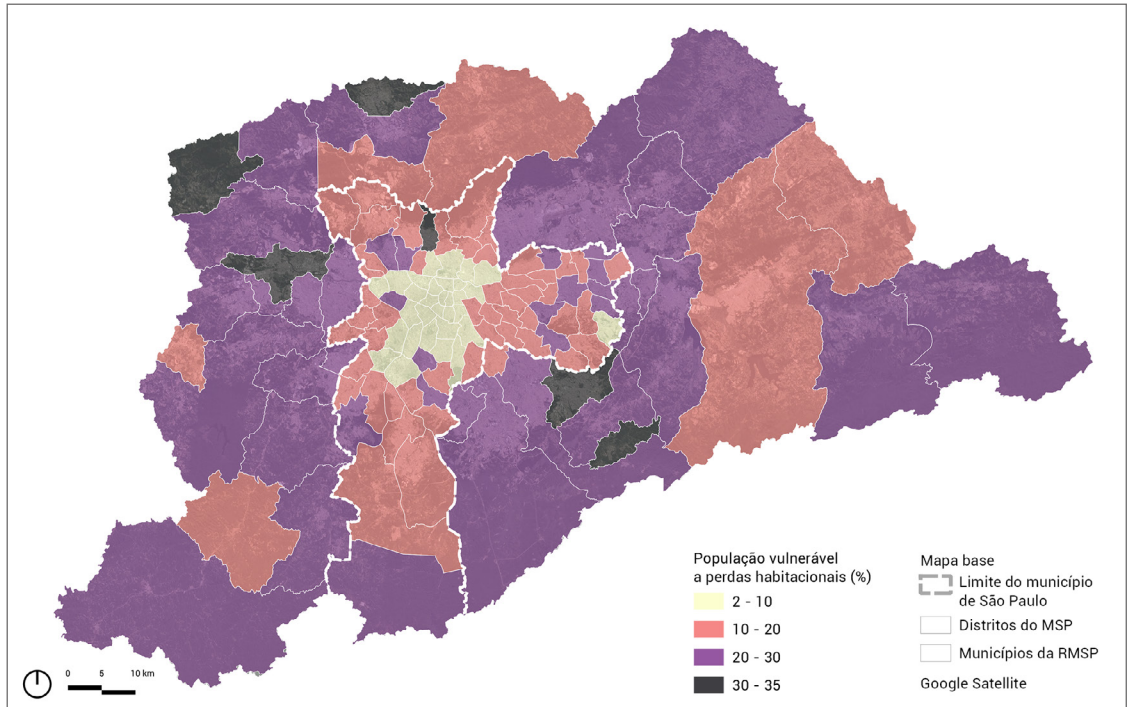 População vulnerável
a perdas habitacionais (%)
2 - 10
10 - 20
20 - 30
30 - 35
Mapa base
Limite do município
de São Paulo
Distritos do MSP
Municípios da RMSP
Google Satellite
0 5 10 km